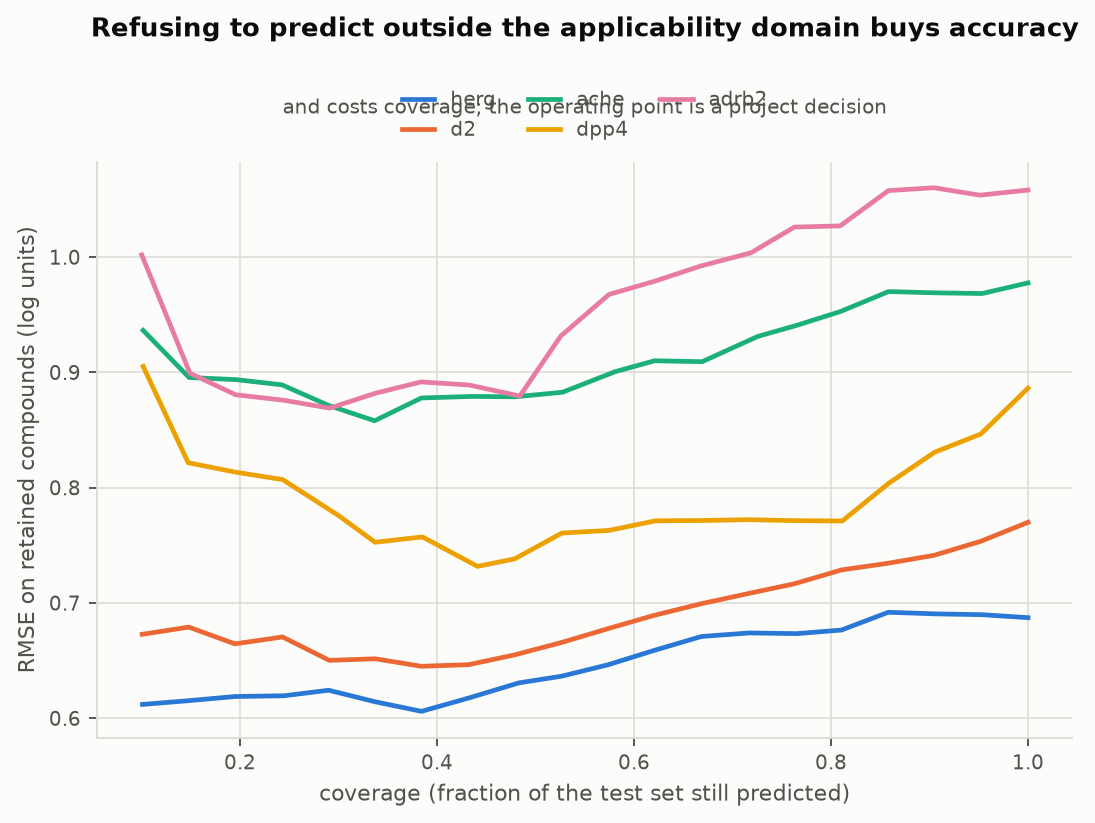 Refusing to predict outside the applicability domain buys accuracy
herg ache adrb2
and costs coverage; the operating point is a project decision
d2 dpp4
1.0
0.9
0.8
0.7
0.6
RMSE on retained compounds (log units)
0.2 0.4 0.6 0.8 1.0
coverage (fraction of the test set still predicted)